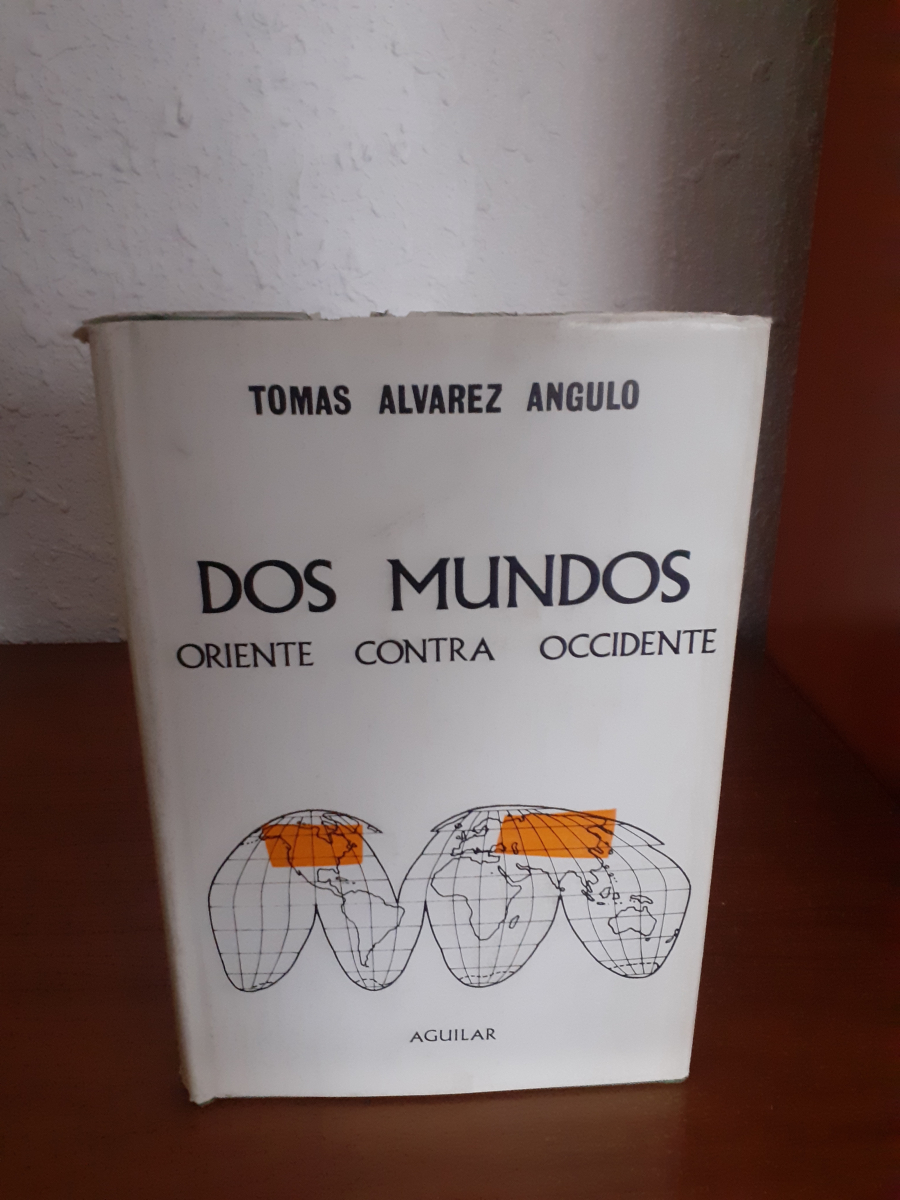 TOMAS ALVAREZ ANGULO
DOS MUNDOS
ORIENTE CONTRA OCCIDENTE
AGUILAR